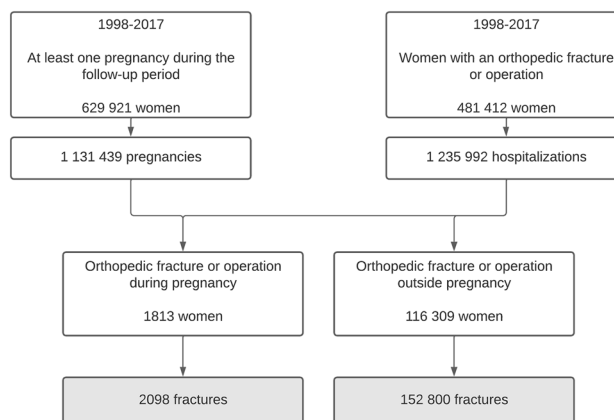 1998-2017
At least one pregnancy during the
follow-up period
629 921 women
1998-2017
Women with an orthopedic fracture
or operation
481 412 women
1 131 439 pregnancies
1 235 992 hospitalizations
Orthopedic fracture or operation
during pregnancy
1813 women
Orthopedic fracture or operation
outside pregnancy
116 309 women
2098 fractures
152 800 fractures